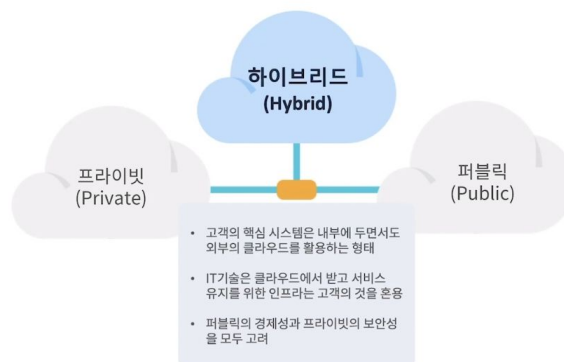 하이브리드
(Hybrid)
프라이빗
(Private)
퍼블릭
(Public)
• 고객의 핵심 시스템은 내부에 두면서도
외부의 클라우드를 활용하는 형태
• IT기술은 클라우드에서 받고 서비스
유지를 위한 인프라는 고객의 것을 혼용
• 퍼블릭의 경제성과 프라이빗의 보안성
을 모두 고려